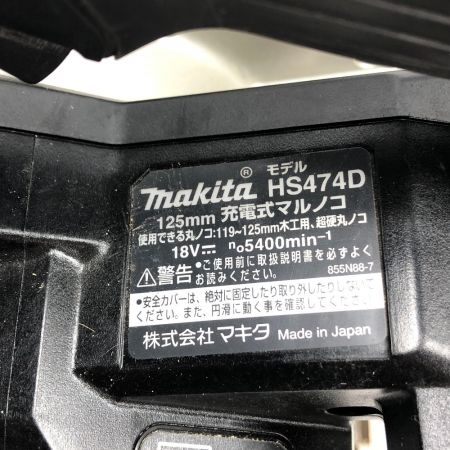 モデル
makita® HS474D
125mm 充電式マルノコ
使用できる丸ノコ:119~125mm木工用、超硬丸ノコ
18V⎓ n₀5400min⁻¹
⚠警告 •ご使用前に取扱説明書を必ずよく
お読みください。
855N88-7
•安全カバーは、絶対に固定したり取り外したりしないで
ください。また、円滑に動く事を確認してください。
株式会社マキタ Made in Japan